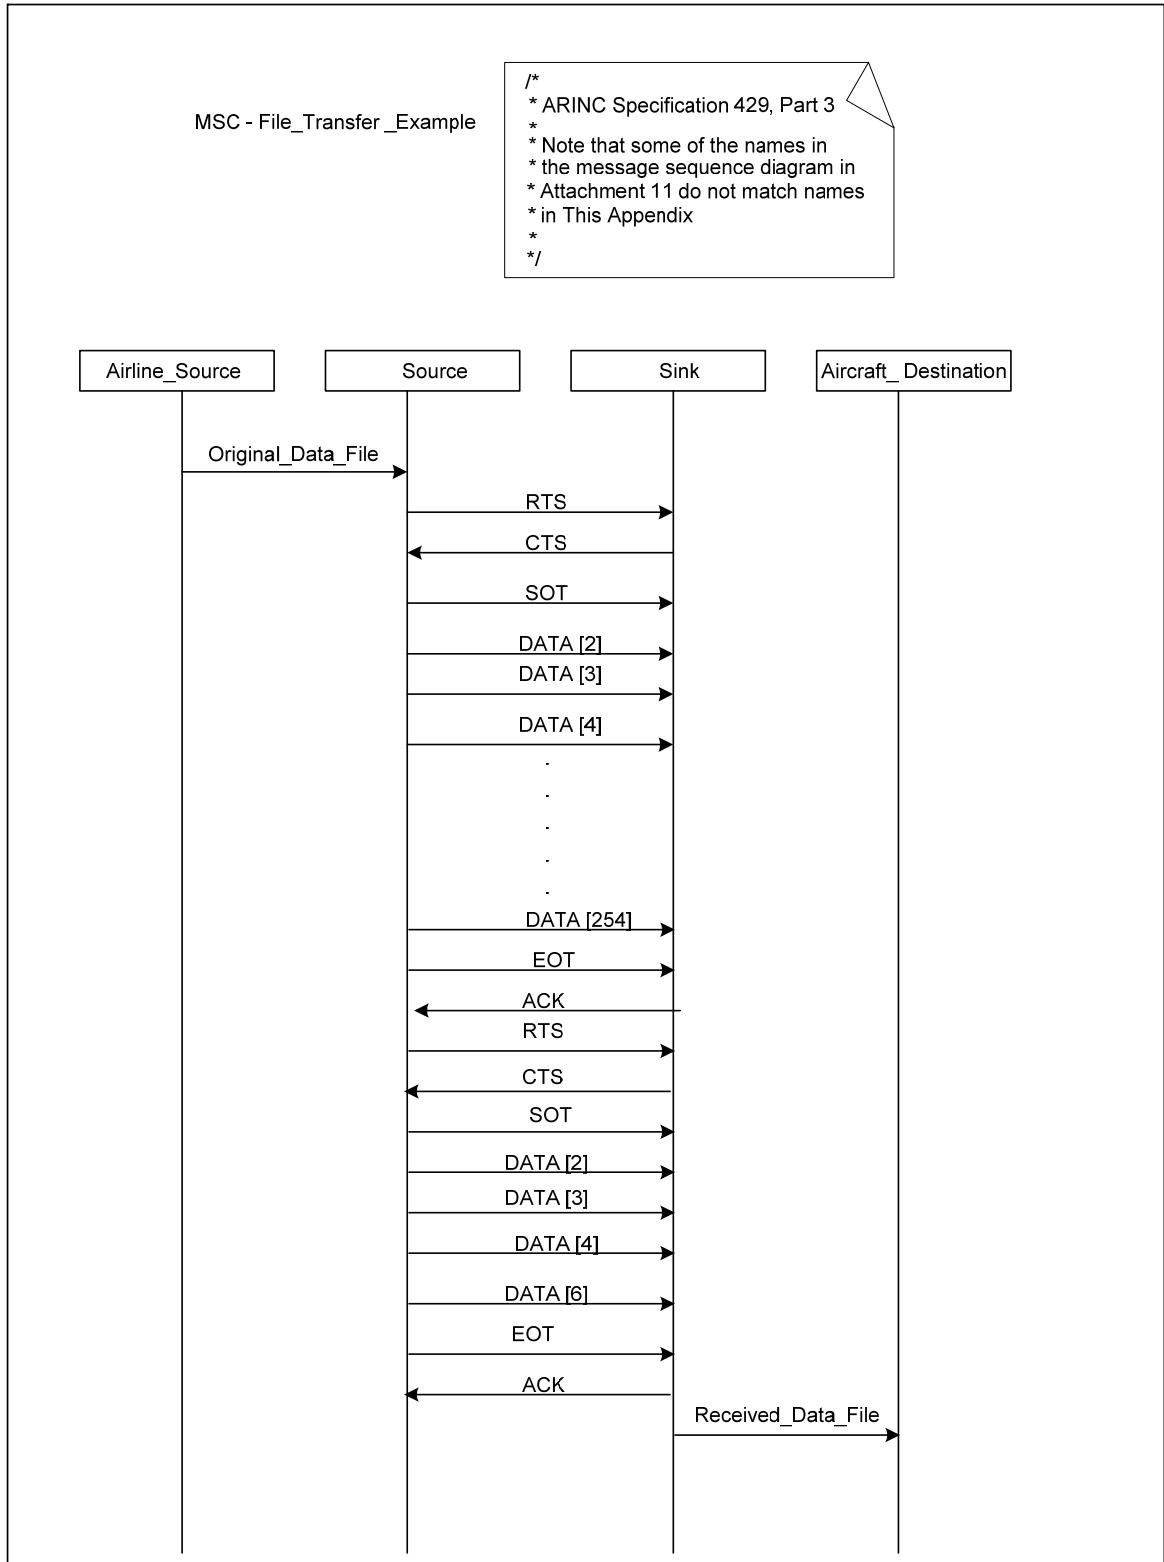 MSC - File_Transfer _Example
/*
* ARINC Specification 429, Part 3
*
* Note that some of the names in
* the message sequence diagram in
* Attachment 11 do not match names
* in This Appendix
*
*/
Airline_Source
Source
Sink
Aircraft_ Destination
Original_Data_File
RTS
CTS
SOT
DATA [2]
DATA [3]
DATA [4]
.
.
.
.
.
DATA [254]
EOT
ACK
RTS
CTS
SOT
DATA [2]
DATA [3]
DATA [4]
DATA [6]
EOT
ACK
Received_Data_File